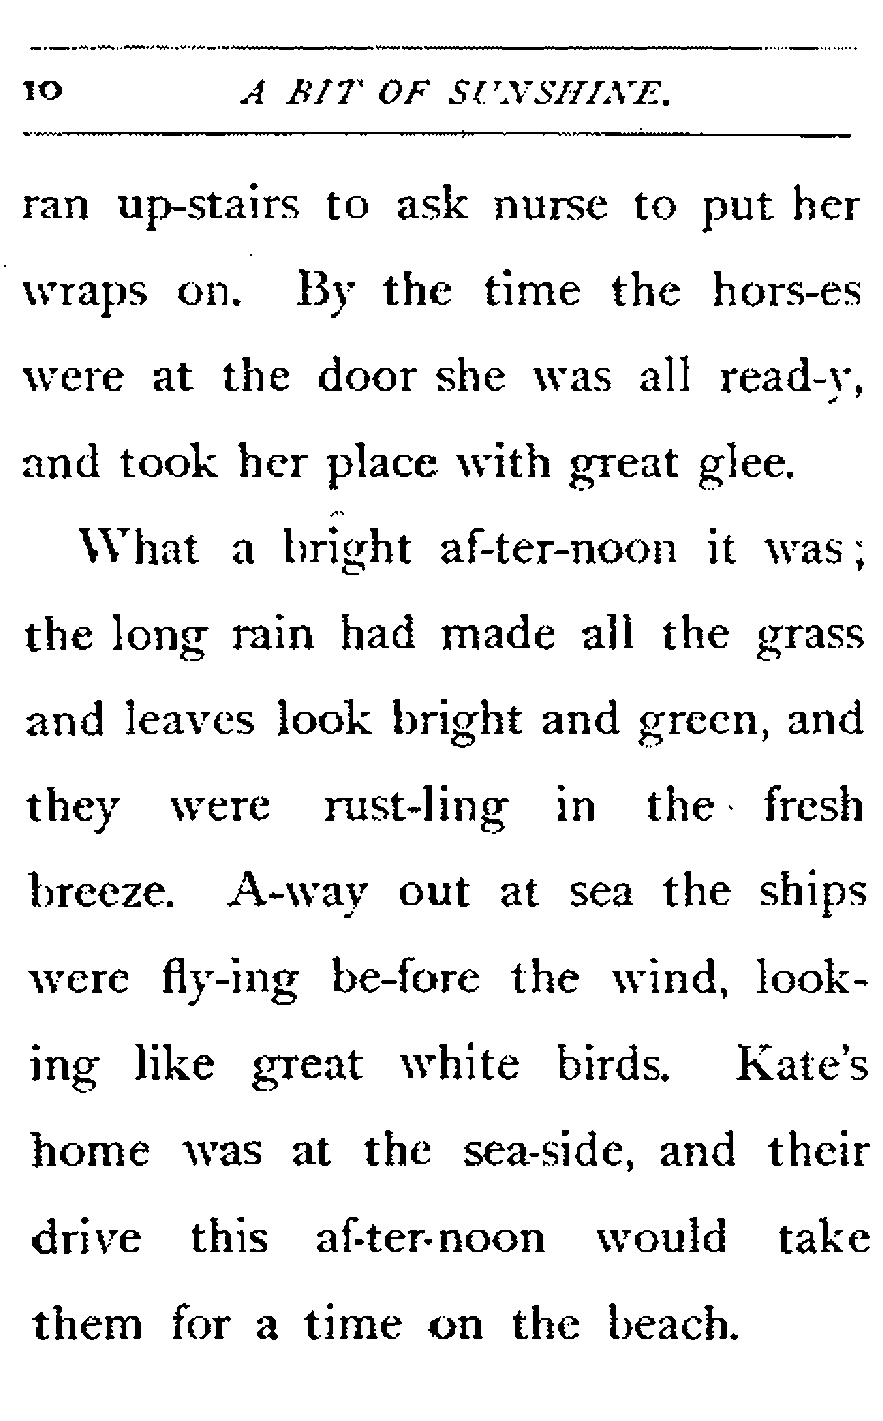 10 A BIT OF SUNSHINE.
ran up-stairs to ask nurse to put her
wraps on. By the time the hors-es
were at the door she was all read-y,
and took her place with great glee.
What a bright af-ter-noon it was;
the long rain had made all the grass
and leaves look bright and green, and
they were rust-ling in the fresh
breeze. A-way out at sea the ships
were fly-ing be-fore the wind, look-
ing like great white birds. Kate's
home was at the sea-side, and their
drive this af-ter-noon would take
them for a time on the beach.